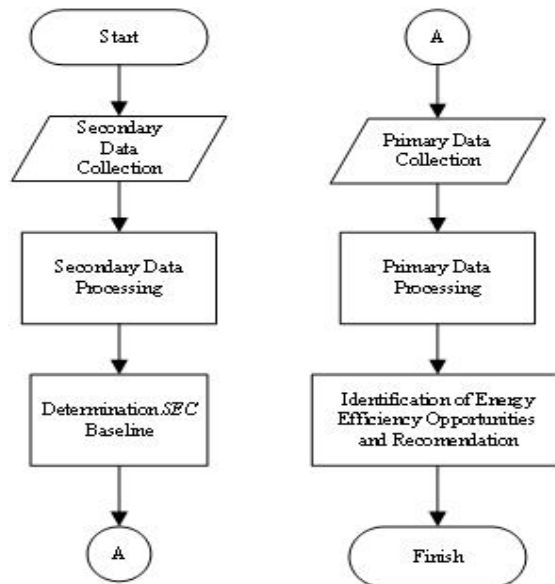 Start
Secondary
Data
Collection
Secondary Data
Processing
Determination SEC
Baseline
A
A
Primary Data
Collection
Primary Data
Processing
Identification of Energy
Efficiency Opportunities
and Recomendation
Finish